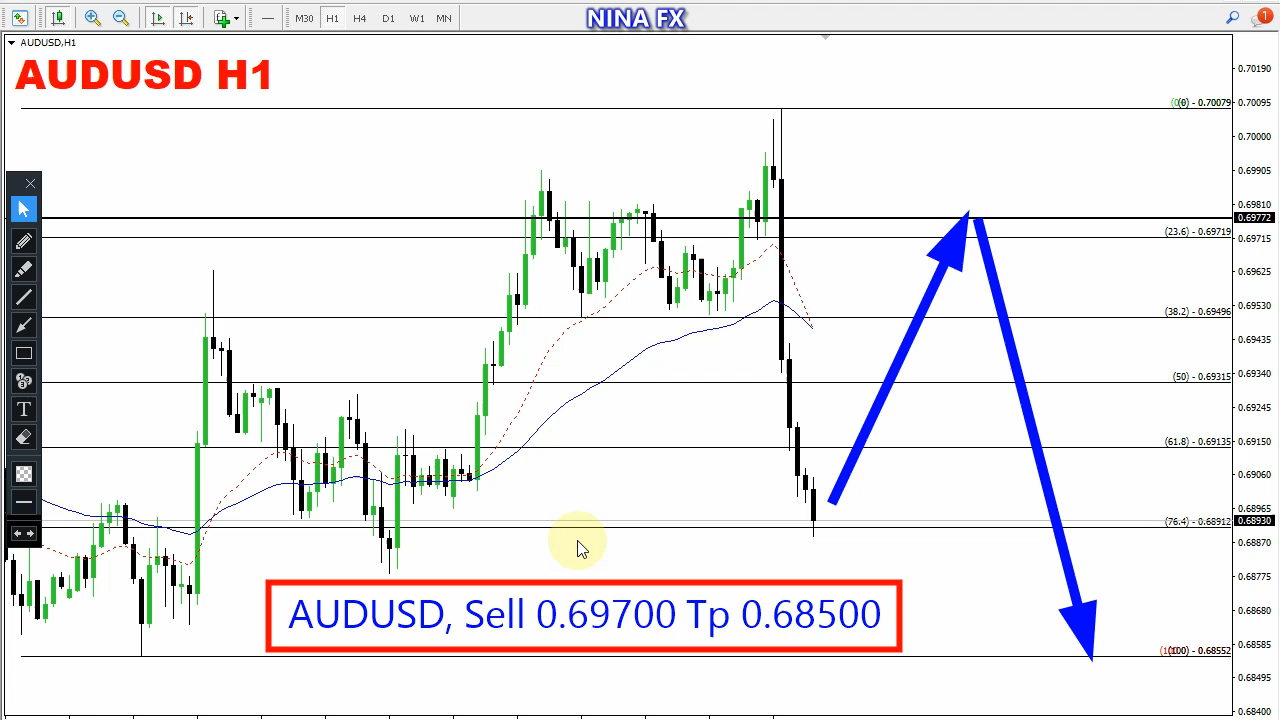 M30 H1 H4 D1 W1 MN
NINA FX
1
AUDUSD,H1
AUDUSD H1
0.70190
(0) - 0.70079
0.70095
0.70000
0.69905
0.69810
0.69772
(23.6) - 0.69719
0.69715
0.69625
(38.2) - 0.69496
0.69530
0.69435
(50) - 0.69315
0.69340
0.69245
(61.8) - 0.69135
0.69150
0.69060
0.68965
(76.4) - 0.68912
0.68930
0.68870
0.68775
AUDUSD, Sell 0.69700 Tp 0.68500
0.68680
(100) - 0.68552
0.68585
0.68495
0.68400
T